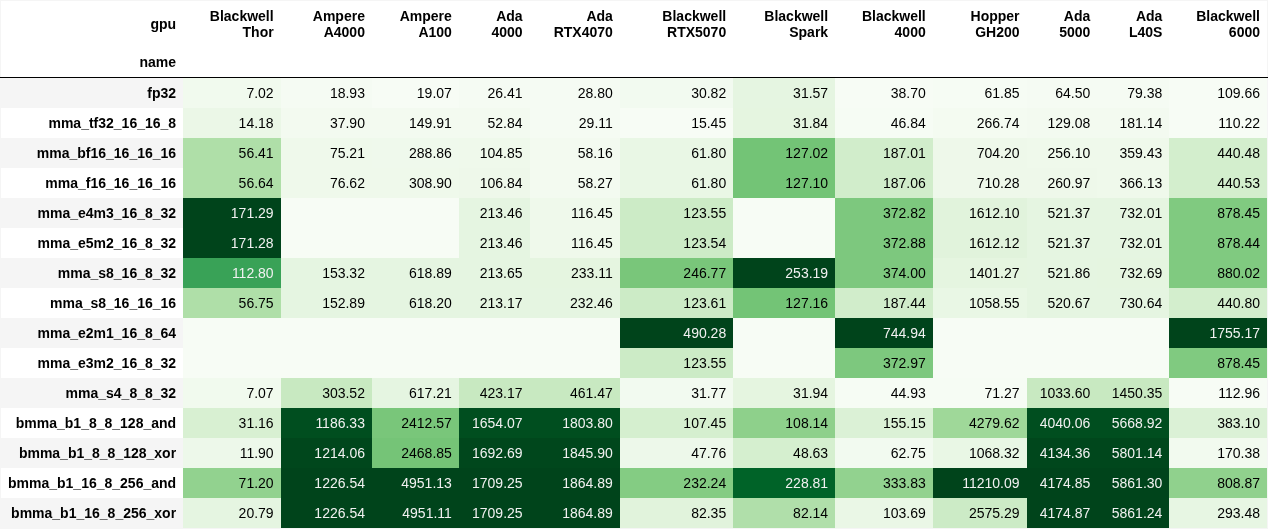 gpu Blackwell Thor Ampere A4000 Ampere A100 Ada 4000 Ada RTX4070 Blackwell RTX5070 Blackwell Spark Blackwell 4000 Hopper GH200 Ada 5000 Ada L40S Blackwell 6000
name
fp32 7.02 18.93 19.07 26.41 28.80 30.82 31.57 38.70 61.85 64.50 79.38 109.66
mma_tf32_16_16_8 14.18 37.90 149.91 52.84 29.11 15.45 31.84 46.84 266.74 129.08 181.14 110.22
mma_bf16_16_16_16 56.41 75.21 288.86 104.85 58.16 61.80 127.02 187.01 704.20 256.10 359.43 440.48
mma_f16_16_16_16 56.64 76.62 308.90 106.84 58.27 61.80 127.10 187.06 710.28 260.97 366.13 440.53
mma_e4m3_16_8_32 171.29 213.46 116.45 123.55 372.82 1612.10 521.37 732.01 878.45
mma_e5m2_16_8_32 171.28 213.46 116.45 123.54 372.88 1612.12 521.37 732.01 878.44
mma_s8_16_8_32 112.80 153.32 618.89 213.65 233.11 246.77 253.19 374.00 1401.27 521.86 732.69 880.02
mma_s8_16_16_16 56.75 152.89 618.20 213.17 232.46 123.61 127.16 187.44 1058.55 520.67 730.64 440.80
mma_e2m1_16_8_64 490.28 744.94 1755.17
mma_e3m2_16_8_32 123.55 372.97 878.45
mma_s4_8_8_32 7.07 303.52 617.21 423.17 461.47 31.77 31.94 44.93 71.27 1033.60 1450.35 112.96
bmma_b1_8_8_128_and 31.16 1186.33 2412.57 1654.07 1803.80 107.45 108.14 155.15 4279.62 4040.06 5668.92 383.10
bmma_b1_8_8_128_xor 11.90 1214.06 2468.85 1692.69 1845.90 47.76 48.63 62.75 1068.32 4134.36 5801.14 170.38
bmma_b1_16_8_256_and 71.20 1226.54 4951.13 1709.25 1864.89 232.24 228.81 333.83 11210.09 4174.85 5861.30 808.87
bmma_b1_16_8_256_xor 20.79 1226.54 4951.11 1709.25 1864.89 82.35 82.14 103.69 2575.29 4174.87 5861.24 293.48